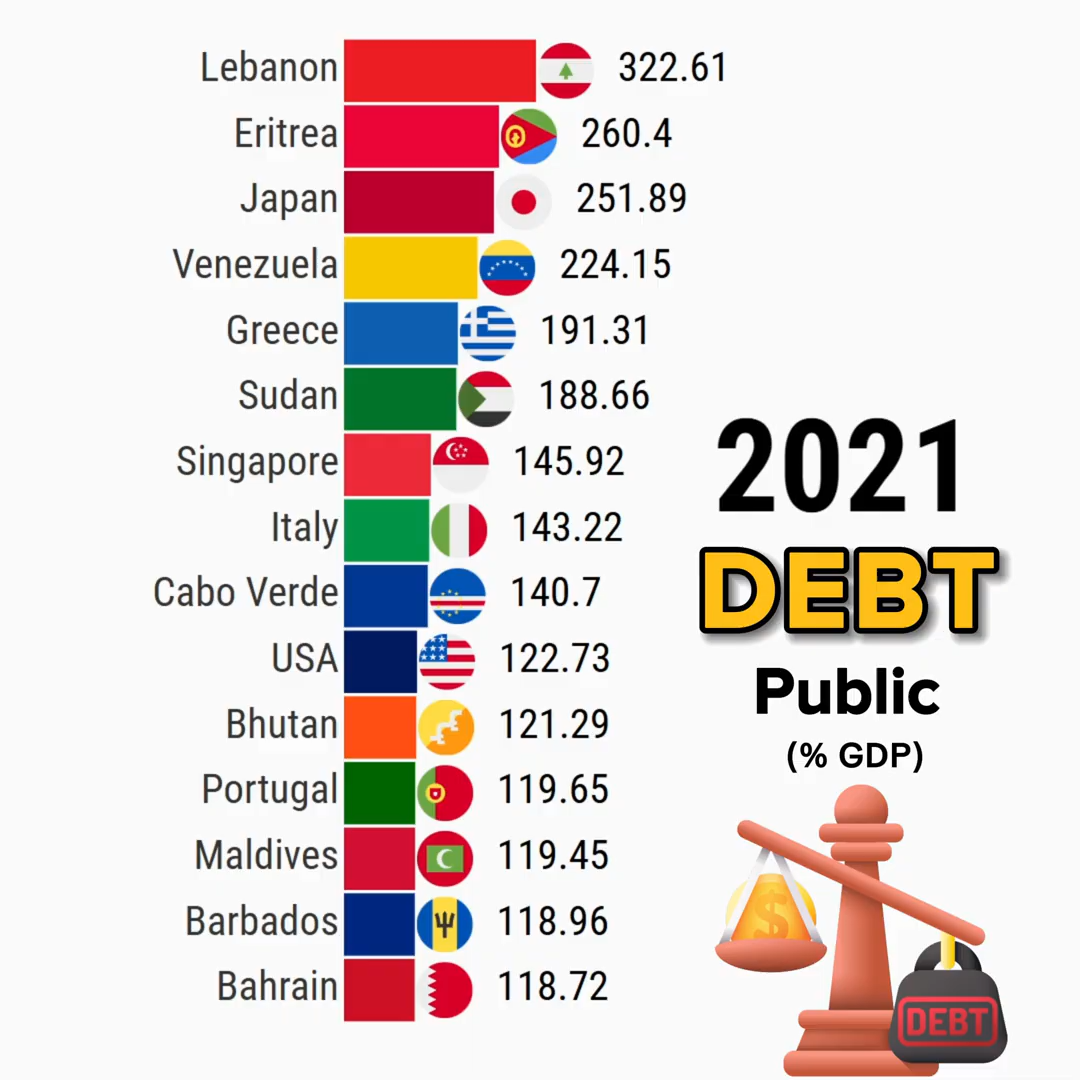 Lebanon 322.61
Eritrea 260.4
Japan 251.89
Venezuela 224.15
Greece 191.31
Sudan 188.66
Singapore 145.92
Italy 143.22
Cabo Verde 140.7
USA 122.73
Bhutan 121.29
Portugal 119.65
Maldives 119.45
Barbados 118.96
Bahrain 118.72
2021
DEBT
Public
(% GDP)
$
DEBT